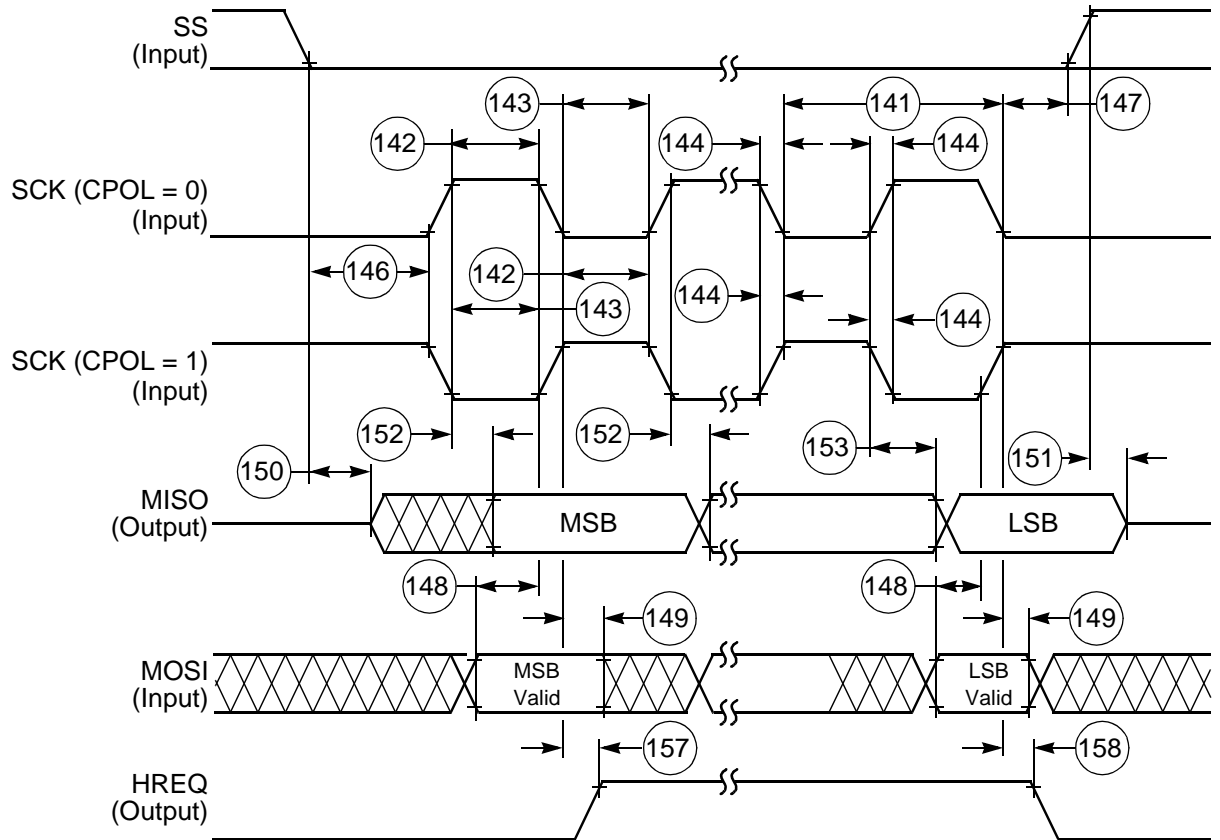 SS
(Input)
143
141
147
142
144
144
SCK (CPOL = 0)
(Input)
146
142
144
143
144
SCK (CPOL = 1)
(Input)
152
152
153
150
151
MISO
(Output)
MSB
LSB
148
148
149
149
MOSI
(Input)
MSB
Valid
LSB
Valid
157
158
HREQ
(Output)